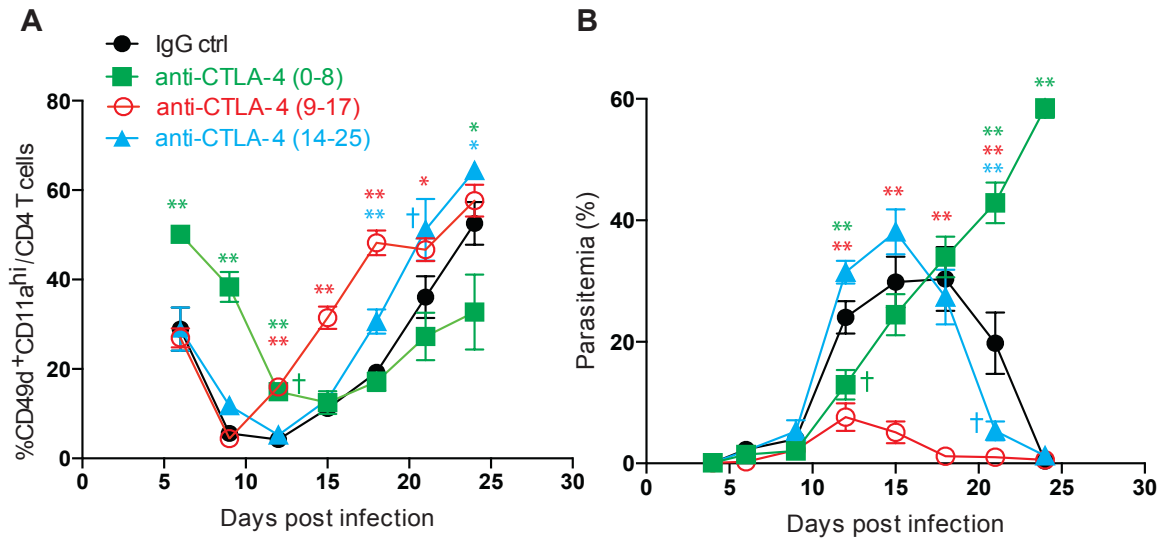 A
IgG ctrl
anti-CTLA-4 (0-8)
anti-CTLA-4 (9-17)
anti-CTLA-4 (14-25)
%CD49d⁺CD11aʰⁱ/CD4 T cells
80
60
40
20
0
** ** ** ** † ** ** ** † * * *
0 5 10 15 20 25 30
Days post infection
B
Parasitemia (%)
60
40
20
0
** ** † ** ** ** ** ** † **
0 5 10 15 20 25 30
Days post infection